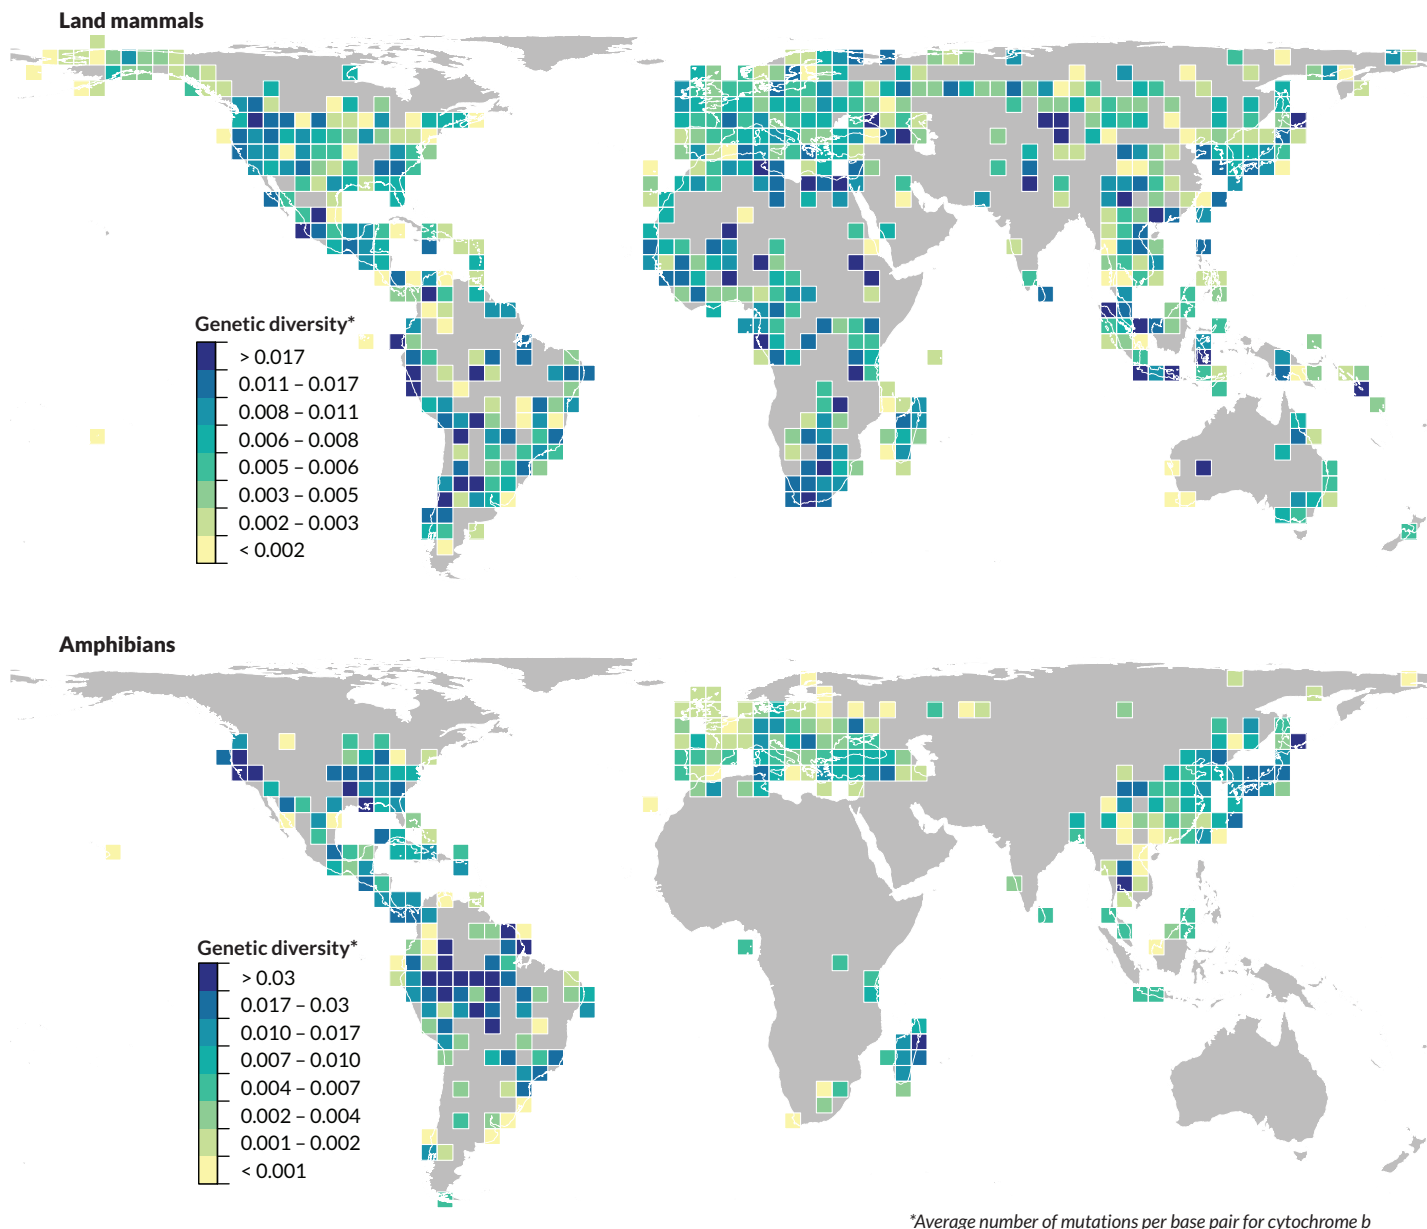 Land mammals
Genetic diversity*
> 0.017
0.011 – 0.017
0.008 – 0.011
0.006 – 0.008
0.005 – 0.006
0.003 – 0.005
0.002 – 0.003
< 0.002
Amphibians
Genetic diversity*
> 0.03
0.017 – 0.03
0.010 – 0.017
0.007 – 0.010
0.004 – 0.007
0.002 – 0.004
0.001 – 0.002
< 0.001
*Average number of mutations per base pair for cytochrome b